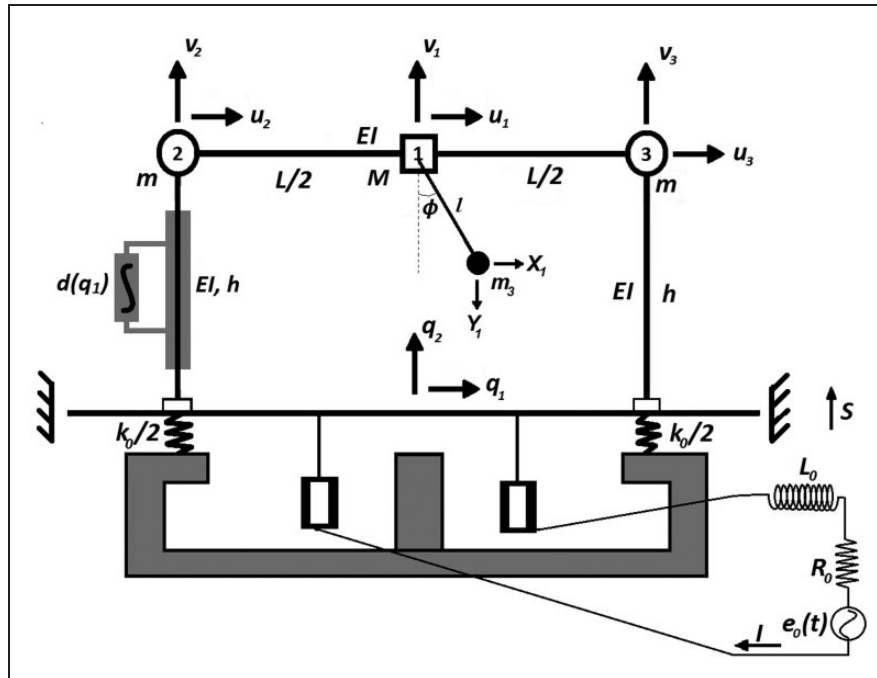 v₂ v₁ v₃
u₂ u₁
2 EI 1 3 u₃
m L/2 M L/2 m
ϕ l
d(q₁) EI, h X₁ EI h
m₃
Y₁
q₂
q₁
S
k₀/2 k₀/2
L₀
R₀
e₀(t)
I